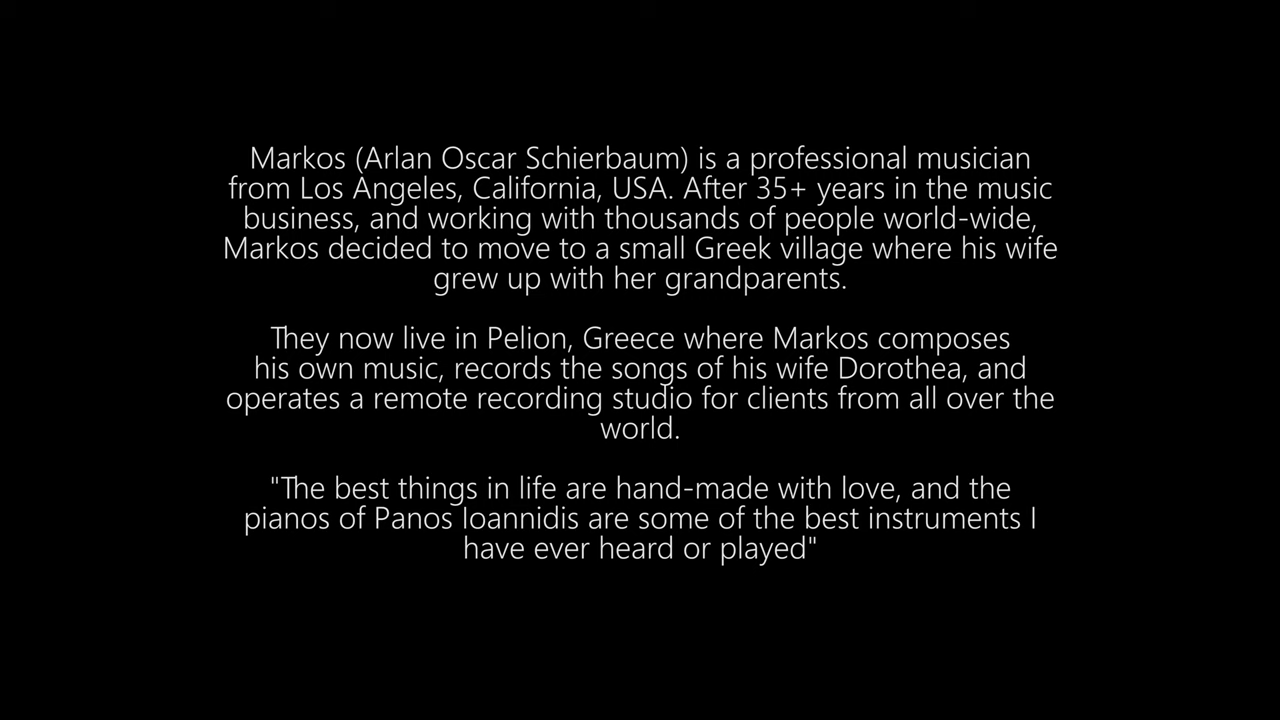 Markos (Arlan Oscar Schierbaum) is a professional musician
from Los Angeles, California, USA. After 35+ years in the music
business, and working with thousands of people world-wide,
Markos decided to move to a small Greek village where his wife
grew up with her grandparents.
They now live in Pelion, Greece where Markos composes
his own music, records the songs of his wife Dorothea, and
operates a remote recording studio for clients from all over the
world.
"The best things in life are hand-made with love, and the
pianos of Panos Ioannidis are some of the best instruments I
have ever heard or played"